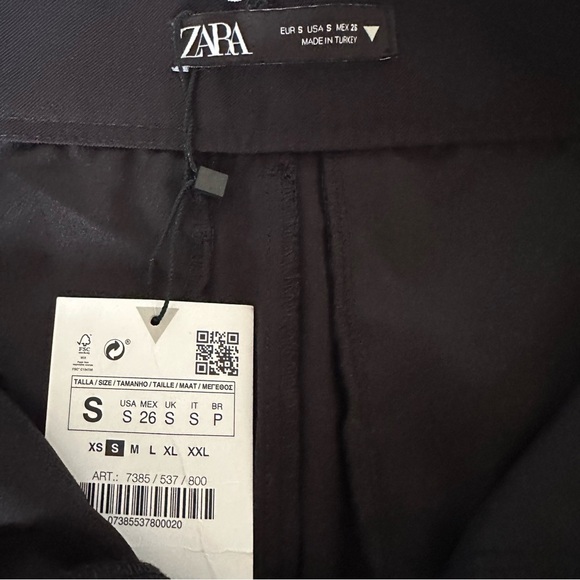 ZARA
EUR S USA S MEX 26
MADE IN TURKEY
FSC
TALLA / SIZE / TAMANHO / TAILLE / MAAT / ΜΕΓΕΘΟΣ
S
USA MEX UK IT BR
S 26 S S P
XS S M L XL XXL
ART.: 7385 / 537 / 800
07385537800020